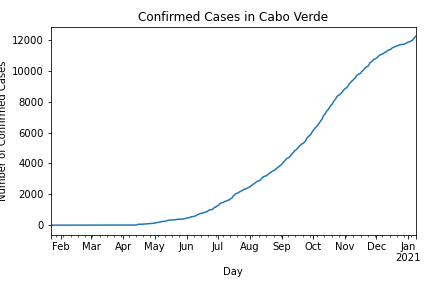 Confirmed Cases in Cabo Verde
12000
10000
8000
6000
4000
2000
0
Number of Confirmed Cases
Feb Mar Apr May Jun Jul Aug Sep Oct Nov Dec Jan
2021
Day